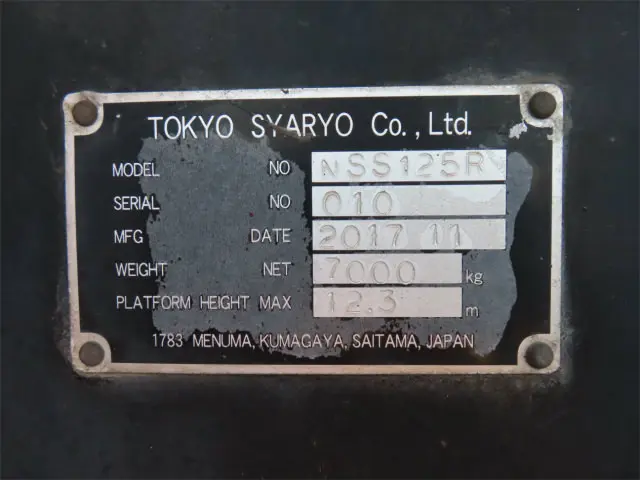 TOKYO SYARYO Co., Ltd.
MODEL NO NSS125R
SERIAL NO 010
MFG DATE 2017 11
WEIGHT NET 7000 kg
PLATFORM HEIGHT MAX 12.3 m
1783 MENUMA, KUMAGAYA, SAITAMA, JAPAN